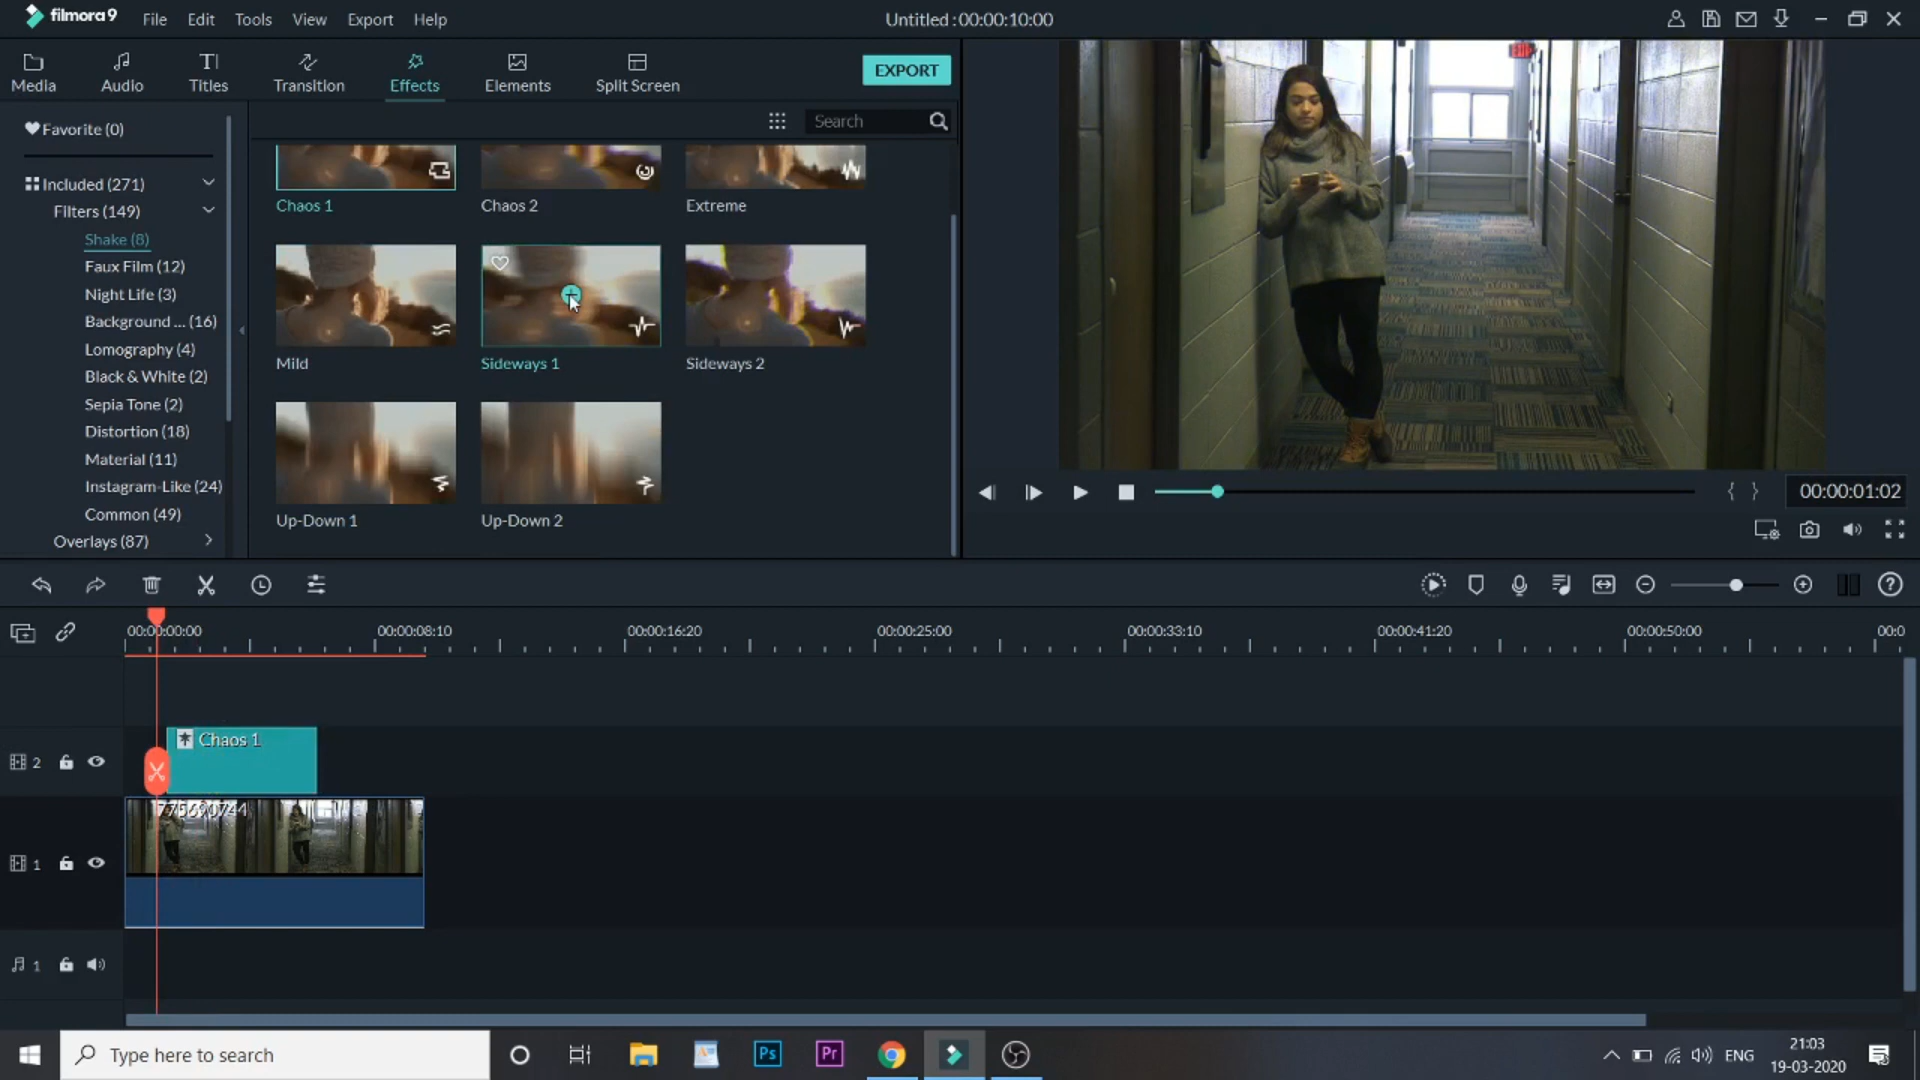 filmora9 File Edit Tools View Export Help Untitled : 00:00:10:00
Media Audio Titles Transition Effects Elements Split Screen EXPORT
Favorite (0)
Search
Included (271)
Filters (149)
Shake (8)
Faux Film (12)
Night Life (3)
Background ... (16)
Lomography (4)
Black & White (2)
Sepia Tone (2)
Distortion (18)
Material (11)
Instagram-Like (24)
Common (49)
Overlays (87)
Chaos 1 Chaos 2 Extreme
Mild Sideways 1 Sideways 2
Up-Down 1 Up-Down 2
EXIT
{ } 00:00:01:02
00:00:00:00 00:00:08:10 00:00:16:20 00:00:25:00 00:00:33:10 00:00:41:20 00:00:50:00 00:0
2 Chaos 1
775690744
1
1
Type here to search Ps Pr ENG 21:03
19-03-2020